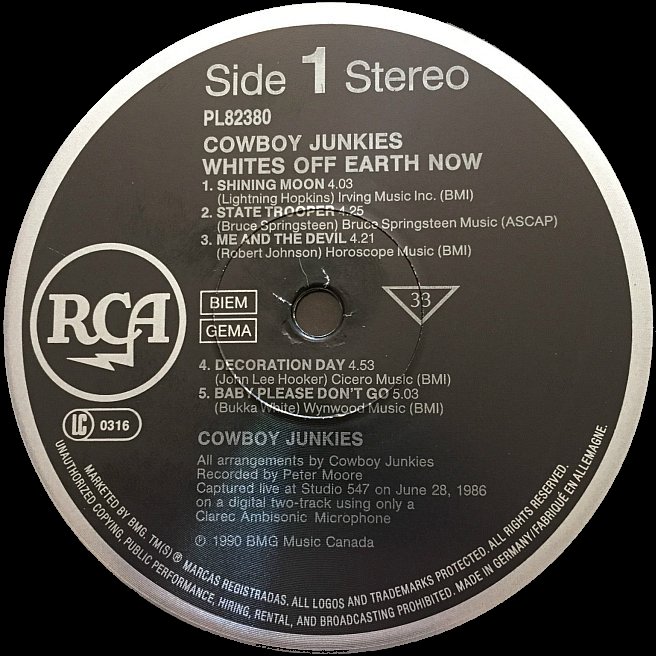 Side 1 Stereo
PL82380
COWBOY JUNKIES
WHITES OFF EARTH NOW
1. SHINING MOON 4.03
(Lightning Hopkins) Irving Music Inc. (BMI)
2. STATE TROOPER 4.25
(Bruce Springsteen) Bruce Springsteen Music (ASCAP)
3. ME AND THE DEVIL 4.21
(Robert Johnson) Horoscope Music (BMI)
RCA
BIEM
GEMA
33
4. DECORATION DAY 4.53
(John Lee Hooker) Cicero Music (BMI)
5. BABY PLEASE DON'T GO 5.03
(Bukka White) Wynwood Music (BMI)
LC 0316
COWBOY JUNKIES
All arrangements by Cowboy Junkies
Recorded by Peter Moore
Captured live at Studio 547 on June 28, 1986
on a digital two-track using only a
Clarec Ambisonic Microphone
℗ 1990 BMG Music Canada
MARKETED BY BMG, TM(S) ® MARCAS REGISTRADAS. ALL LOGOS AND TRADEMARKS PROTECTED. ALL RIGHTS RESERVED.
UNAUTHORIZED COPYING, PUBLIC PERFORMANCE, HIRING, RENTAL, AND BROADCASTING PROHIBITED. MADE IN GERMANY/FABRIQUÉ EN ALLEMAGNE.